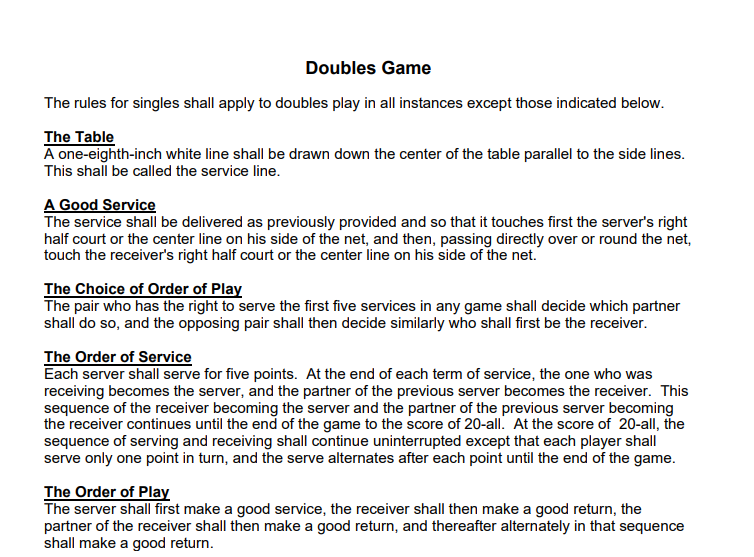 Doubles Game
The rules for singles shall apply to doubles play in all instances except those indicated below.
The Table
A one-eighth-inch white line shall be drawn down the center of the table parallel to the side lines.
This shall be called the service line.
A Good Service
The service shall be delivered as previously provided and so that it touches first the server's right
half court or the center line on his side of the net, and then, passing directly over or round the net,
touch the receiver's right half court or the center line on his side of the net.
The Choice of Order of Play
The pair who has the right to serve the first five services in any game shall decide which partner
shall do so, and the opposing pair shall then decide similarly who shall first be the receiver.
The Order of Service
Each server shall serve for five points.  At the end of each term of service, the one who was
receiving becomes the server, and the partner of the previous server becomes the receiver.  This
sequence of the receiver becoming the server and the partner of the previous server becoming
the receiver continues until the end of the game to the score of 20-all.  At the score of  20-all, the
sequence of serving and receiving shall continue uninterrupted except that each player shall
serve only one point in turn, and the serve alternates after each point until the end of the game.
The Order of Play
The server shall first make a good service, the receiver shall then make a good return, the
partner of the receiver shall then make a good return, and thereafter alternately in that sequence
shall make a good return.